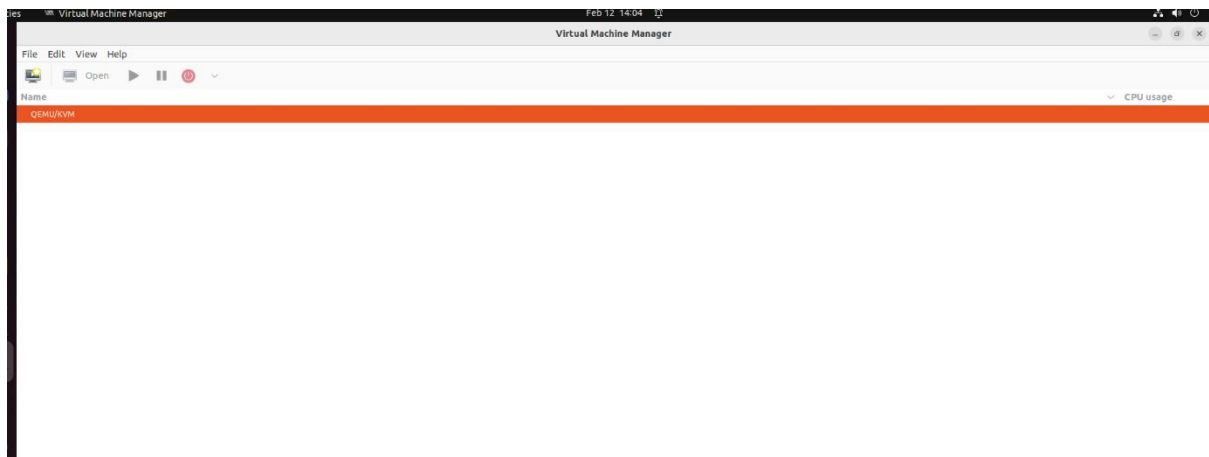 ies Virtual Machine Manager Feb 12 14:04
Virtual Machine Manager
File Edit View Help
Open
Name CPU usage
QEMU/KVM